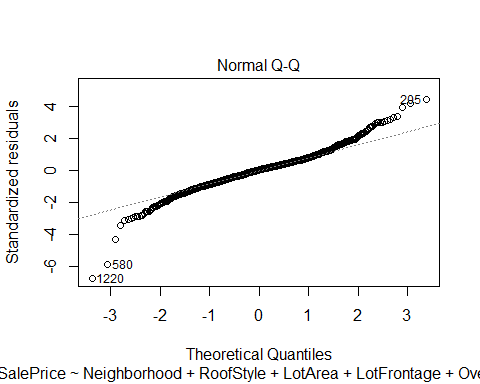 Normal Q-Q
Standardized residuals
4
2
0
-2
-4
-6
205
580
1220
-3 -2 -1 0 1 2 3
Theoretical Quantiles
SalePrice ~ Neighborhood + RoofStyle + LotArea + LotFrontage + Ove